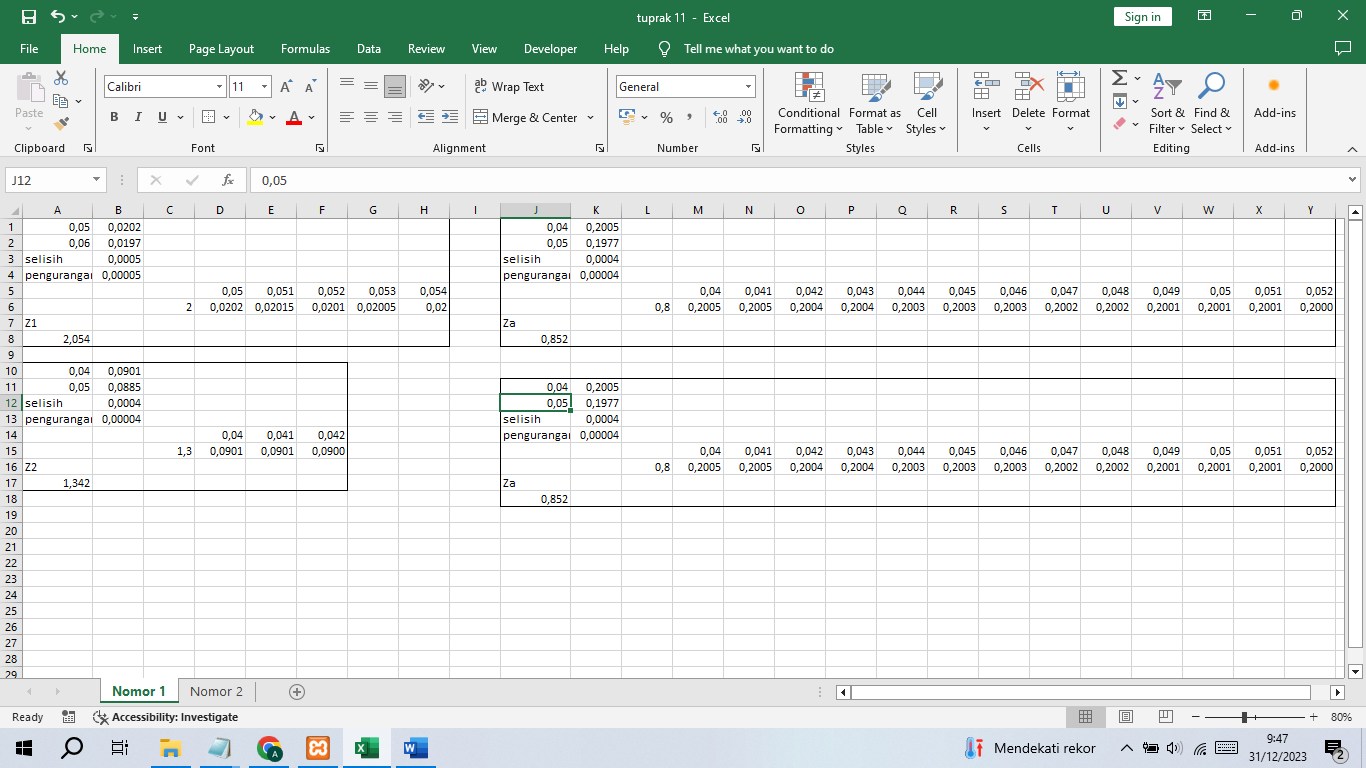 tuprak 11 - Excel
Sign in
File Home Insert Page Layout Formulas Data Review View Developer Help Tell me what you want to do
Paste
Clipboard
Calibri 11
B I U
Font
Wrap Text
Merge & Center
Alignment
General
% ,
Number
Conditional Formatting
Format as Table
Cell Styles
Styles
Insert Delete Format
Cells
Sort & Filter
Find & Select
Editing
Add-ins
Add-ins
J12 fx 0,05
A B C D E F G H I J K L M N O P Q R S T U V W X Y
1 0,05 0,0202 0,04 0,2005
2 0,06 0,0197 0,05 0,1977
3 selisih 0,0005 selisih 0,0004
4 pengurangan 0,00005 pengurangan 0,00004
5 0,05 0,051 0,052 0,053 0,054 0,04 0,041 0,042 0,043 0,044 0,045 0,046 0,047 0,048 0,049 0,05 0,051 0,052
6 2 0,0202 0,02015 0,0201 0,02005 0,02 0,8 0,2005 0,2005 0,2004 0,2004 0,2003 0,2003 0,2003 0,2002 0,2002 0,2001 0,2001 0,2001 0,2000
7 Z1 Za
8 2,054 0,852
9
10 0,04 0,0901
11 0,05 0,0885 0,04 0,2005
12 selisih 0,0004 0,05 0,1977
13 pengurangan 0,00004 selisih 0,0004
14 0,04 0,041 0,042 pengurangan 0,00004
15 1,3 0,0901 0,0901 0,0900 0,04 0,041 0,042 0,043 0,044 0,045 0,046 0,047 0,048 0,049 0,05 0,051 0,052
16 Z2 0,8 0,2005 0,2005 0,2004 0,2004 0,2003 0,2003 0,2003 0,2002 0,2002 0,2001 0,2001 0,2001 0,2000
17 1,342 Za
18 0,852
19
20
21
22
23
24
25
26
27
28
29
Nomor 1 Nomor 2
Ready Accessibility: Investigate 80%
Mendekati rekor
9:47
31/12/2023
2